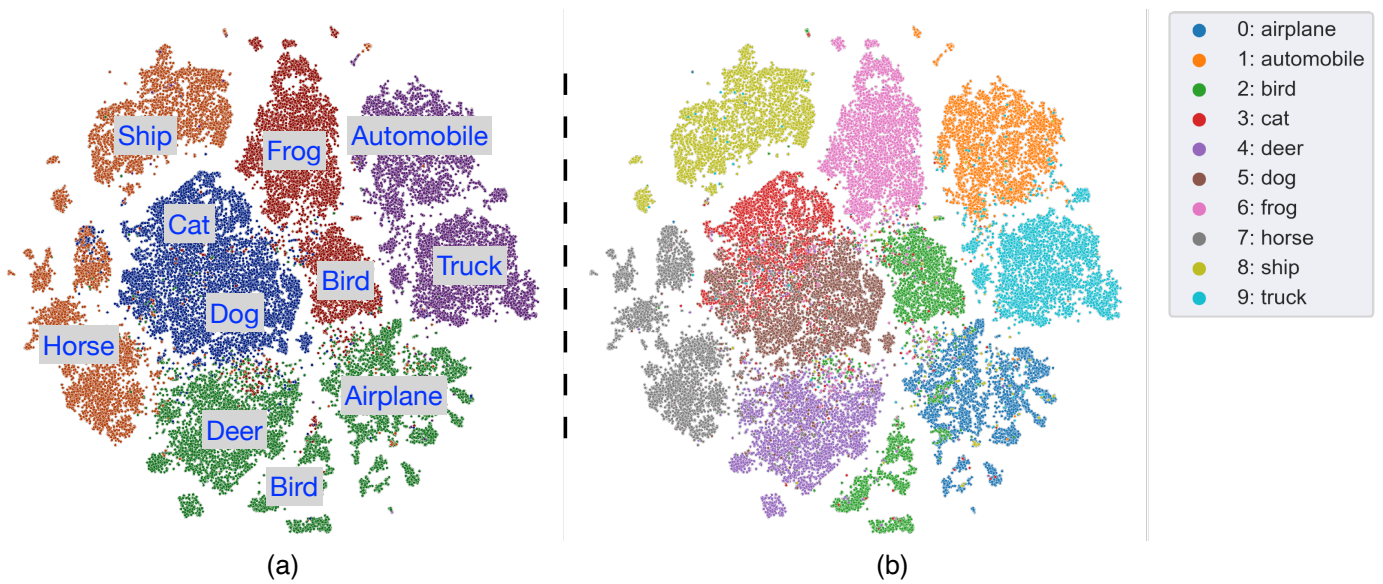 Ship
Frog
Automobile
Cat
Bird
Truck
Dog
Horse
Airplane
Deer
Bird
(a)
(b)
0: airplane
1: automobile
2: bird
3: cat
4: deer
5: dog
6: frog
7: horse
8: ship
9: truck